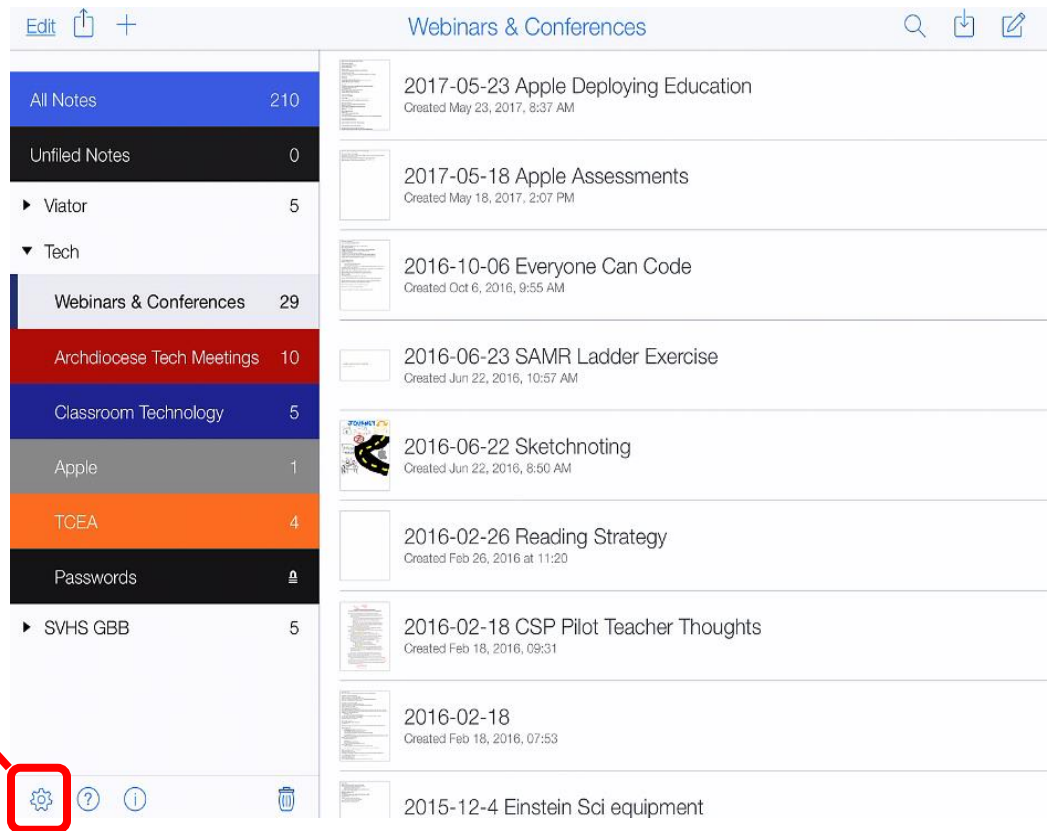 Edit
Webinars & Conferences
All Notes 210
Unfiled Notes 0
Viator 5
Tech
Webinars & Conferences 29
Archdiocese Tech Meetings 10
Classroom Technology 5
Apple 1
TCEA 4
Passwords
SVHS GBB 5
2017-05-23 Apple Deploying Education
Created May 23, 2017, 8:37 AM
2017-05-18 Apple Assessments
Created May 18, 2017, 2:07 PM
2016-10-06 Everyone Can Code
Created Oct 6, 2016, 9:55 AM
2016-06-23 SAMR Ladder Exercise
Created Jun 22, 2016, 10:57 AM
JOURNEY
2016-06-22 Sketchnoting
Created Jun 22, 2016, 8:50 AM
2016-02-26 Reading Strategy
Created Feb 26, 2016 at 11:20
2016-02-18 CSP Pilot Teacher Thoughts
Created Feb 18, 2016, 09:31
2016-02-18
Created Feb 18, 2016, 07:53
2015-12-4 Einstein Sci equipment